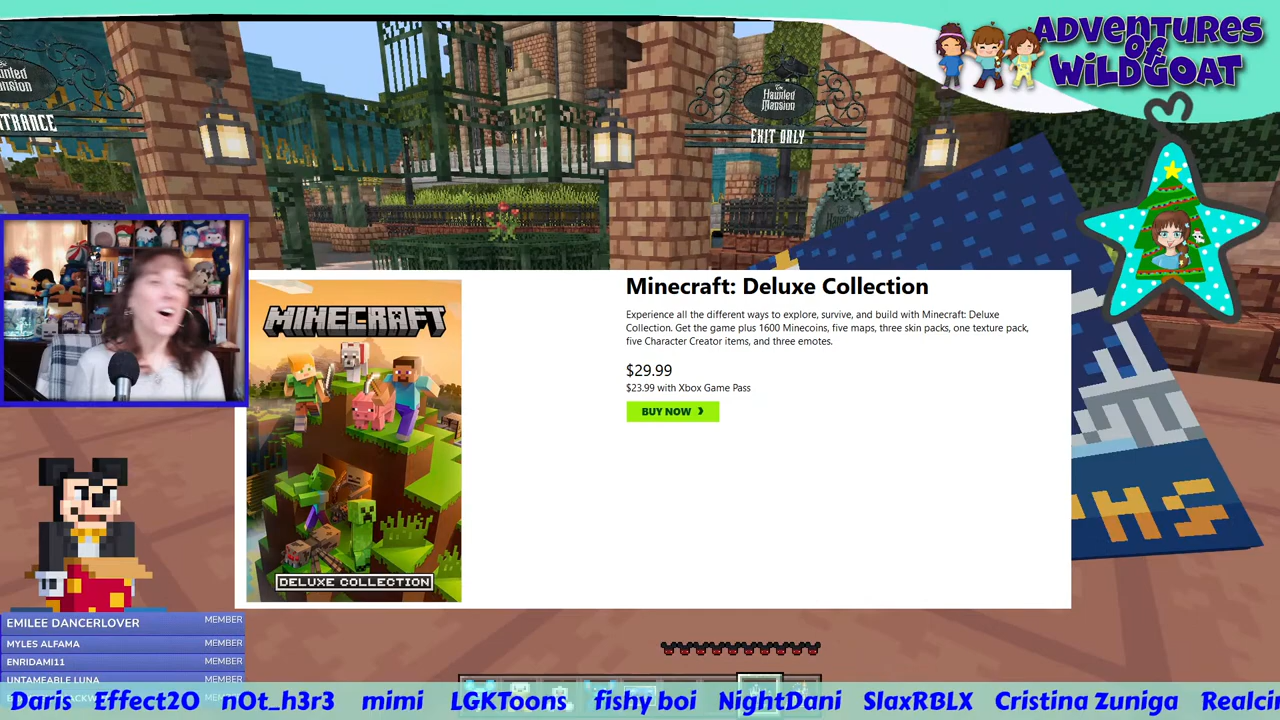 ADVENTURES
OF
WiLDGOAT
The
Haunted
Mansion
EXIT ONLY
Minecraft: Deluxe Collection
Experience all the different ways to explore, survive, and build with Minecraft: Deluxe
Collection. Get the game plus 1600 Minecoins, five maps, three skin packs, one texture pack,
five Character Creator items, and three emotes.
$29.99
$23.99 with Xbox Game Pass
BUY NOW
MINECRAFT
DELUXE COLLECTION
EMILEE DANCERLOVER MEMBER
MYLES ALFAMA MEMBER
ENRIDAMI11 MEMBER
UNTAMEABLE LUNA MEMBER
Daris Effect20 n0t_h3r3 mimi LGKToons fishy boi NightDani SlaxRBLX Cristina Zuniga Realci